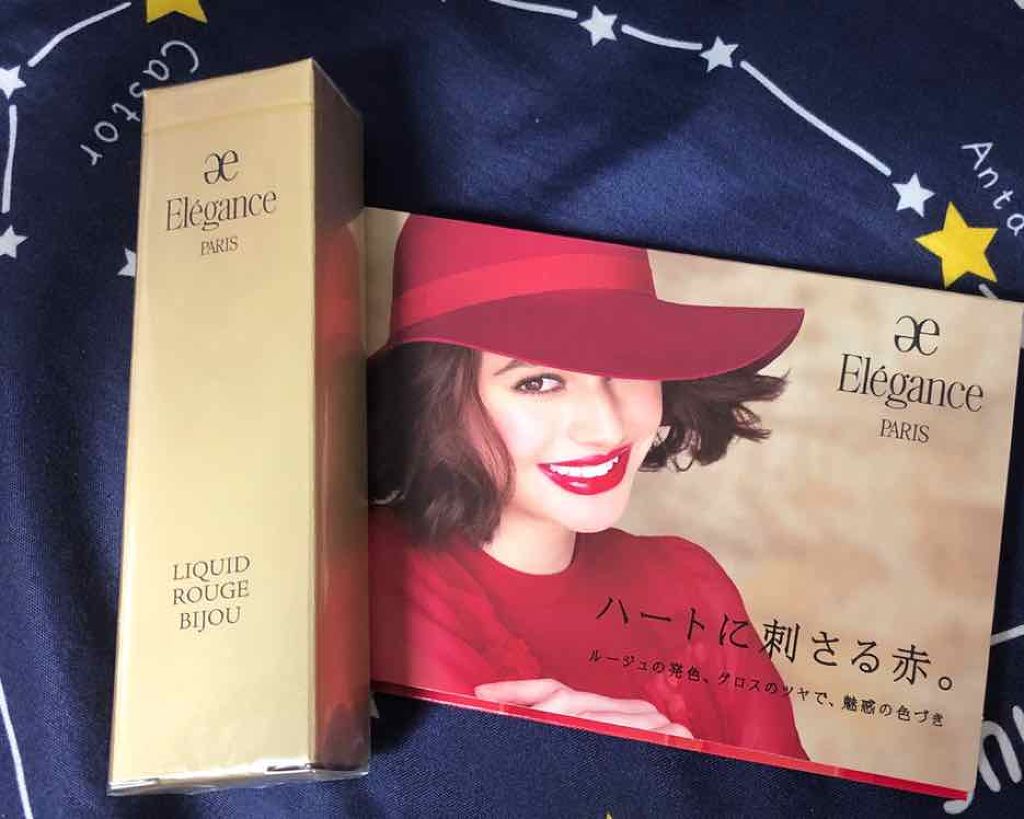 Castor
æ
Elégance
PARIS
LIQUID
ROUGE
BIJOU
Anta
æ
Elégance
PARIS
ハートに刺さる赤。
ルージュの発色、グロスのツヤで、魅惑の色づき